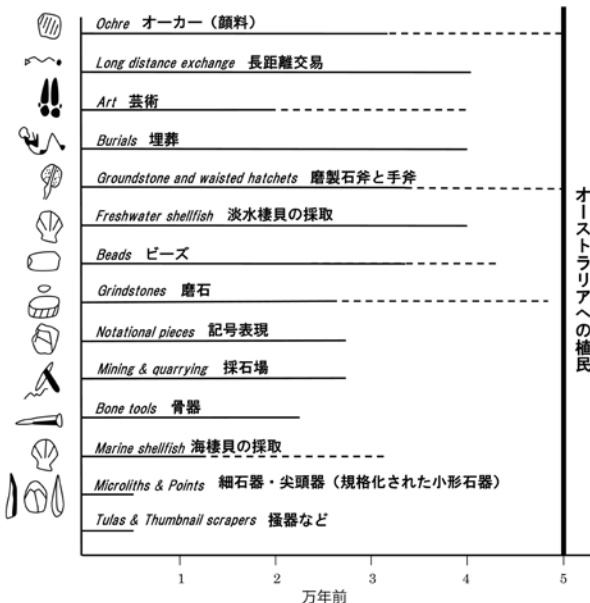 Ochre オーカー（顔料）
Long distance exchange 長距離交易
Art 芸術
Burials 埋葬
Groundstone and waisted hatchets 磨製石斧と手斧
Freshwater shellfish 淡水棲貝の採取
Beads ビーズ
Grindstones 磨石
Notational pieces 記号表現
Mining & quarrying 採石場
Bone tools 骨器
Marine shellfish 海棲貝の採取
Microliths & Points 細石器・尖頭器（規格化された小形石器）
Tulas & Thumbnail scrapers 掻器など
オーストラリアへの植民
1 2 3 4 5
万年前